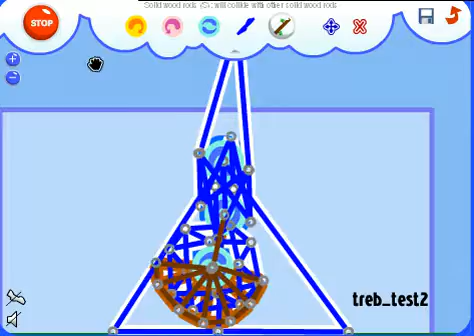 Solid wood rods (S): will collide with other solid wood rods
STOP
treb_test2